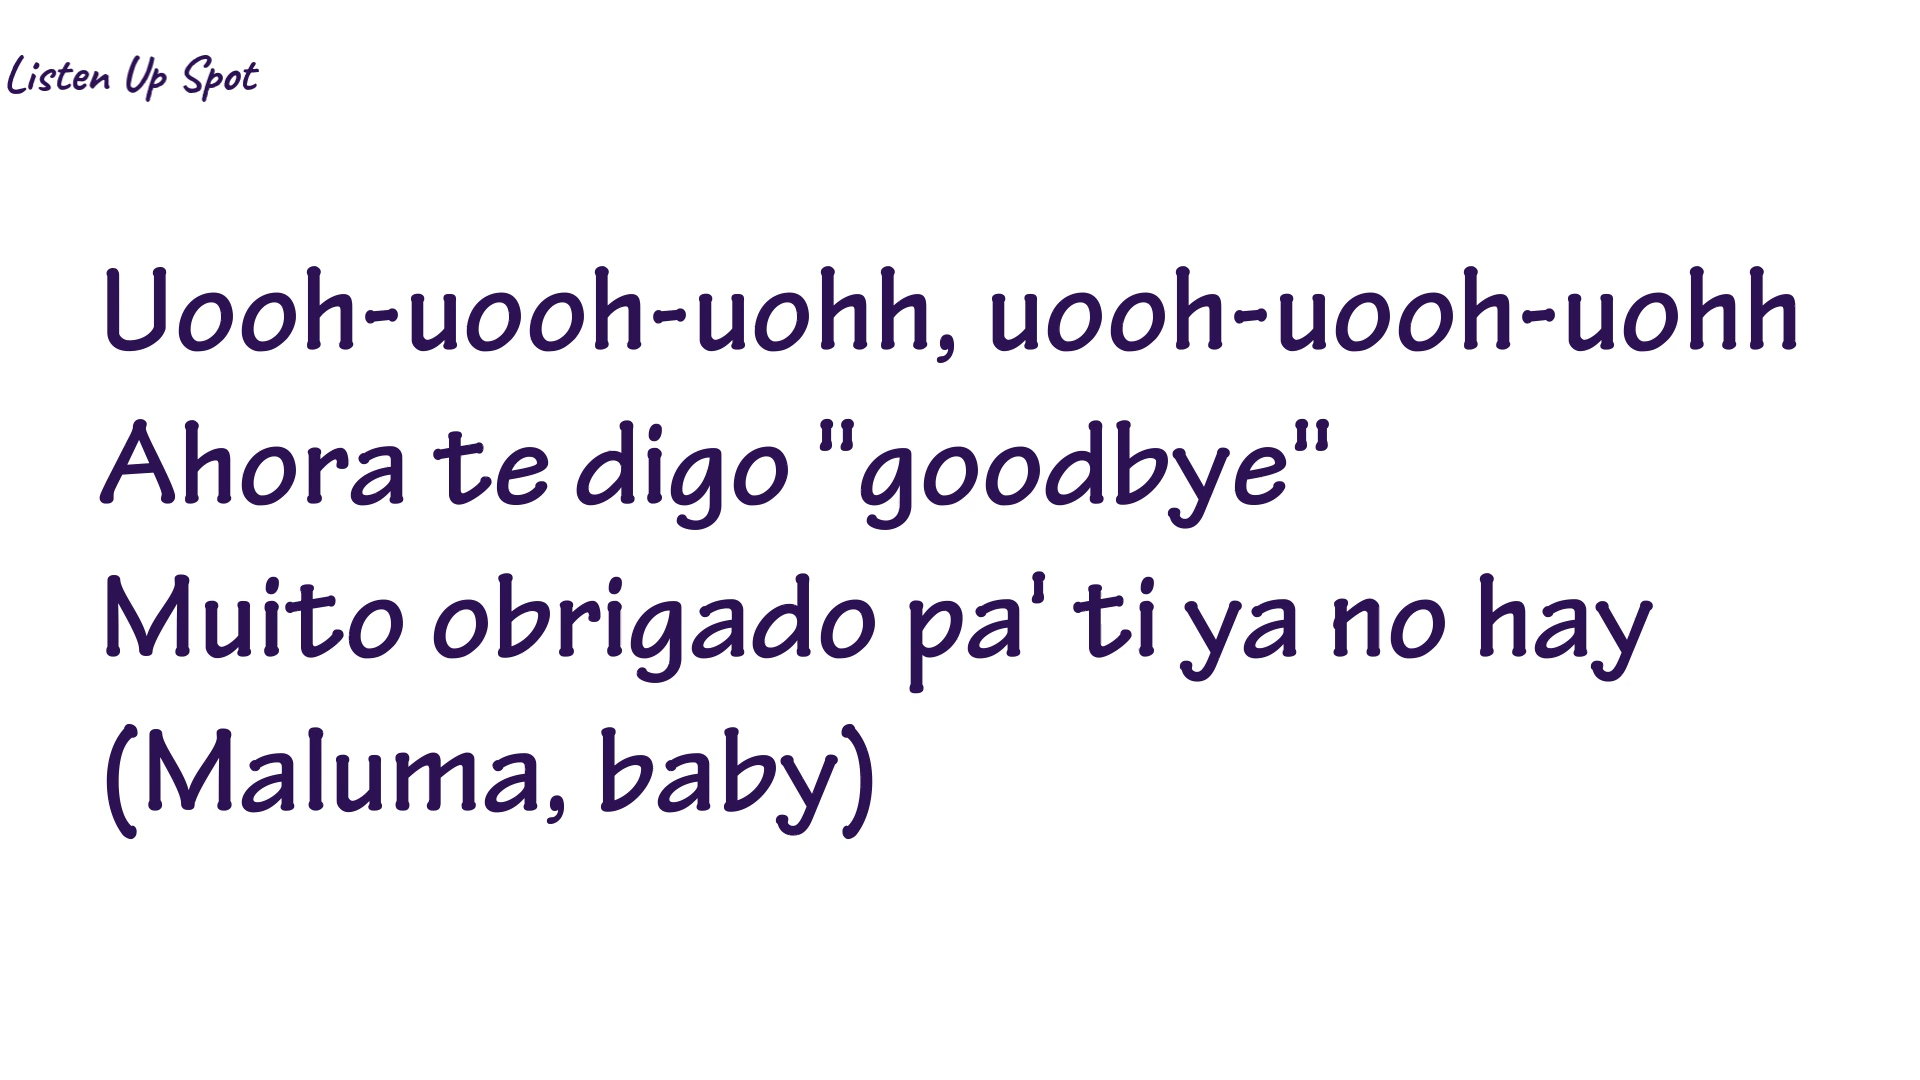 Listen Up Spot
Uooh-uooh-uohh, uooh-uooh-uohh
Ahora te digo "goodbye"
Muito obrigado pa' ti ya no hay
(Maluma, baby)